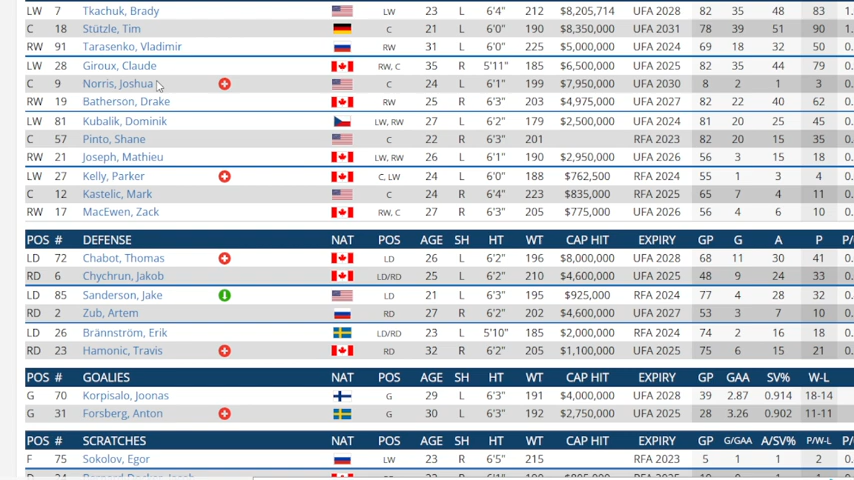 LW 7 Tkachuk, Brady LW 23 L 6'4" 212 $8,205,714 UFA 2028 82 35 48 83 1.
C 18 Stützle, Tim C 21 L 6'0" 190 $8,350,000 UFA 2031 78 39 51 90 1.
RW 91 Tarasenko, Vladimir RW 31 L 6'0" 225 $5,000,000 UFA 2024 69 18 32 50 0.
LW 28 Giroux, Claude RW, C 35 R 5'11" 185 $6,500,000 UFA 2025 82 35 44 79 0.
C 9 Norris, Joshua C 24 L 6'1" 199 $7,950,000 UFA 2030 8 2 1 3 0.
RW 19 Batherson, Drake RW 25 R 6'3" 203 $4,975,000 UFA 2027 82 22 40 62 0.
LW 81 Kubalik, Dominik LW, RW 27 L 6'2" 179 $2,500,000 UFA 2024 81 20 25 45 0.
C 57 Pinto, Shane C 22 R 6'3" 201 RFA 2023 82 20 15 35 0.
RW 21 Joseph, Mathieu LW, RW 26 L 6'1" 190 $2,950,000 UFA 2026 56 3 15 18 0.
LW 27 Kelly, Parker C, LW 24 L 6'0" 188 $762,500 RFA 2024 55 1 3 4 0.
C 12 Kastelic, Mark C 24 R 6'4" 223 $835,000 RFA 2025 65 7 4 11 0.
RW 17 MacEwen, Zack RW, C 27 R 6'3" 205 $775,000 UFA 2026 56 4 6 10 0.
POS # DEFENSE NAT POS AGE SH HT WT CAP HIT EXPIRY GP G A P P/
LD 72 Chabot, Thomas LD 26 L 6'2" 196 $8,000,000 UFA 2028 68 11 30 41 0.
RD 6 Chychrun, Jakob LD/RD 25 L 6'2" 210 $4,600,000 UFA 2025 48 9 24 33 0.
LD 85 Sanderson, Jake LD 21 L 6'3" 195 $925,000 RFA 2024 77 4 28 32 0.
RD 2 Zub, Artem RD 27 R 6'2" 202 $4,600,000 UFA 2027 53 3 7 10 0.
LD 26 Brännström, Erik LD/RD 23 L 5'10" 185 $2,000,000 RFA 2024 74 2 16 18 0.
RD 23 Hamonic, Travis RD 32 R 6'2" 205 $1,100,000 UFA 2025 75 6 15 21 0.
POS # GOALIES NAT POS AGE SH HT WT CAP HIT EXPIRY GP GAA SV% W-L
G 70 Korpisalo, Joonas G 29 L 6'3" 191 $4,000,000 UFA 2028 39 2.87 0.914 18-14
G 31 Forsberg, Anton G 30 L 6'3" 192 $2,750,000 UFA 2025 28 3.26 0.902 11-11
POS # SCRATCHES NAT POS AGE SH HT WT CAP HIT EXPIRY GP G/GAA A/SV% P/W-L P/
F 75 Sokolov, Egor LW 23 R 6'5" 215 RFA 2023 5 1 1 2 0.